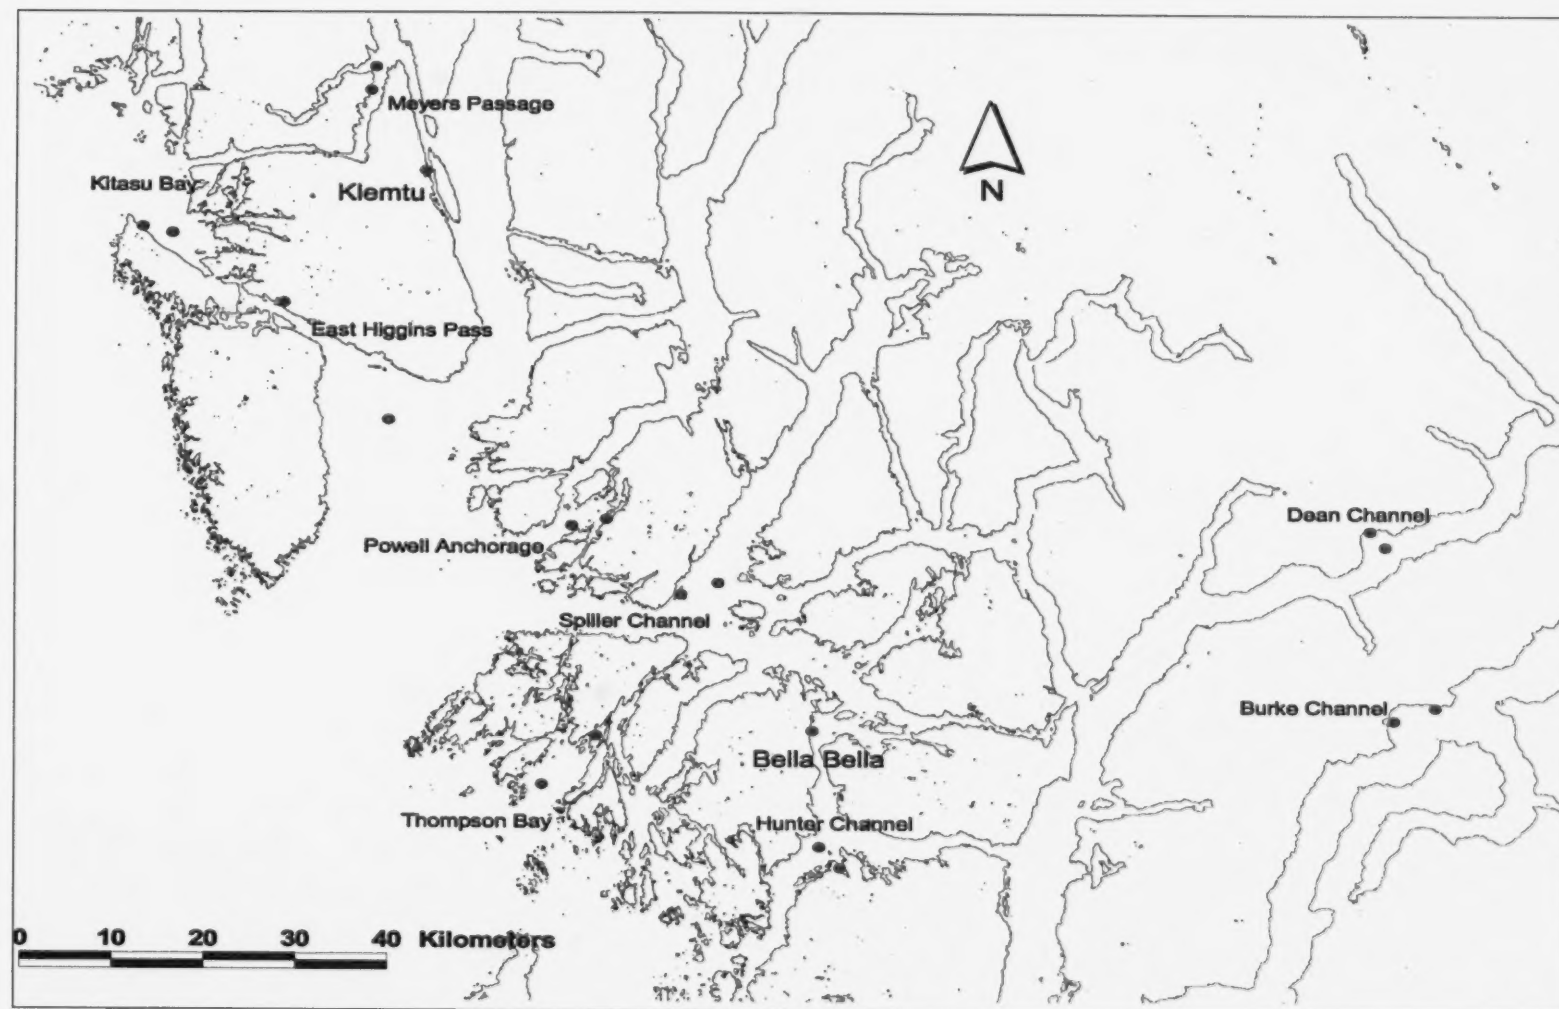 Meyers Passage
Kitasu Bay
Klemtu
N
East Higgins Pass
Dean Channel
Powell Anchorage
Spiller Channel
Burke Channel
Bella Bella
Thompson Bay
Hunter Channel
0 10 20 30 40 Kilometers